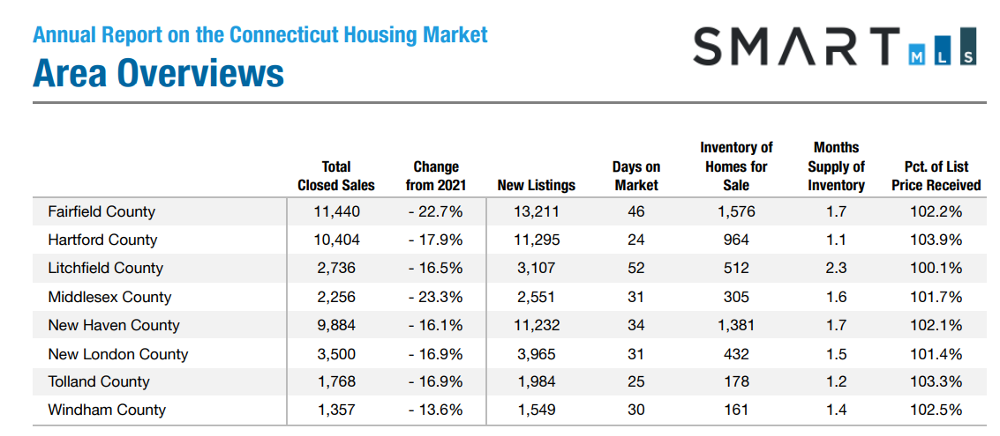 Annual Report on the Connecticut Housing Market
Area Overviews
SMART MLS
Total Closed Sales Change from 2021 New Listings Days on Market Inventory of Homes for Sale Months Supply of Inventory Pct. of List Price Received
Fairfield County 11,440 - 22.7% 13,211 46 1,576 1.7 102.2%
Hartford County 10,404 - 17.9% 11,295 24 964 1.1 103.9%
Litchfield County 2,736 - 16.5% 3,107 52 512 2.3 100.1%
Middlesex County 2,256 - 23.3% 2,551 31 305 1.6 101.7%
New Haven County 9,884 - 16.1% 11,232 34 1,381 1.7 102.1%
New London County 3,500 - 16.9% 3,965 31 432 1.5 101.4%
Tolland County 1,768 - 16.9% 1,984 25 178 1.2 103.3%
Windham County 1,357 - 13.6% 1,549 30 161 1.4 102.5%